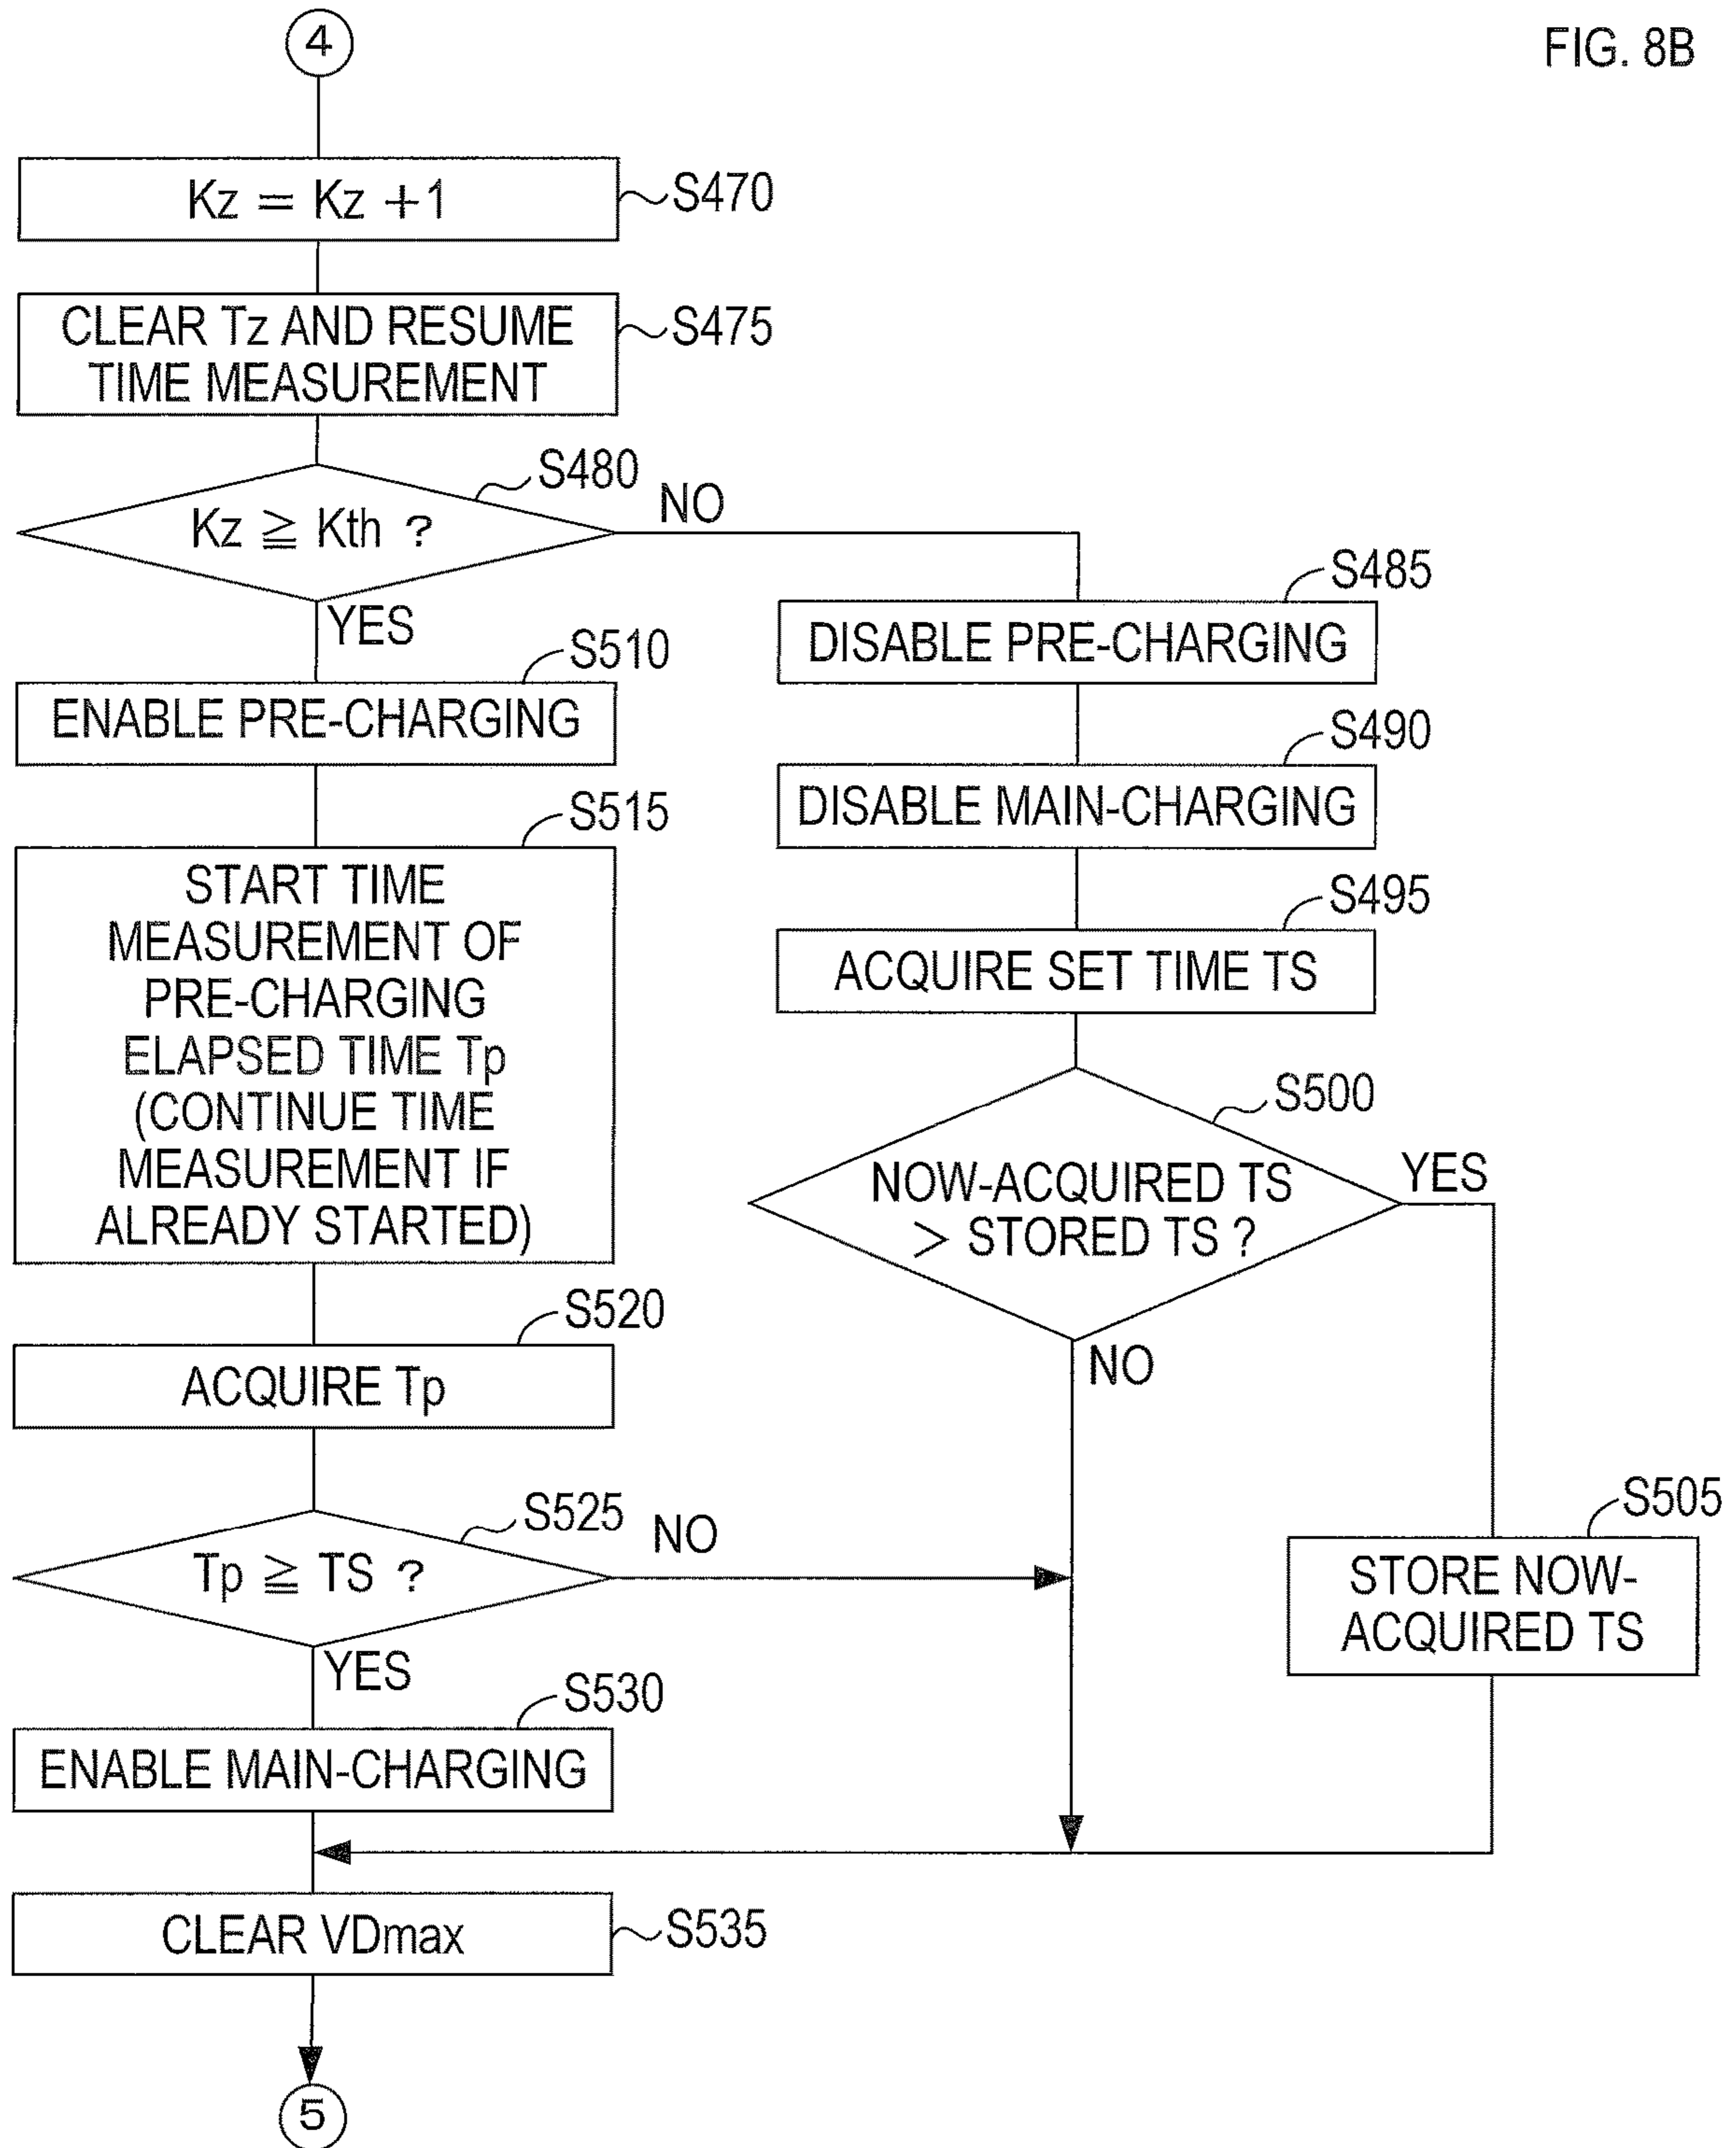 FIG. 8B
4
Kz = Kz +1
S470
CLEAR Tz AND RESUME
TIME MEASUREMENT
S475
S480
Kz ≧ Kth ?
NO
YES
S510
ENABLE PRE-CHARGING
S515
START TIME
MEASUREMENT OF
PRE-CHARGING
ELAPSED TIME Tp
(CONTINUE TIME
MEASUREMENT IF
ALREADY STARTED)
S520
ACQUIRE Tp
S525
Tp ≧ TS ?
NO
YES
S530
ENABLE MAIN-CHARGING
S485
DISABLE PRE-CHARGING
S490
DISABLE MAIN-CHARGING
S495
ACQUIRE SET TIME TS
S500
NOW-ACQUIRED TS
> STORED TS ?
YES
NO
S505
STORE NOW-
ACQUIRED TS
CLEAR VDmax
S535
5